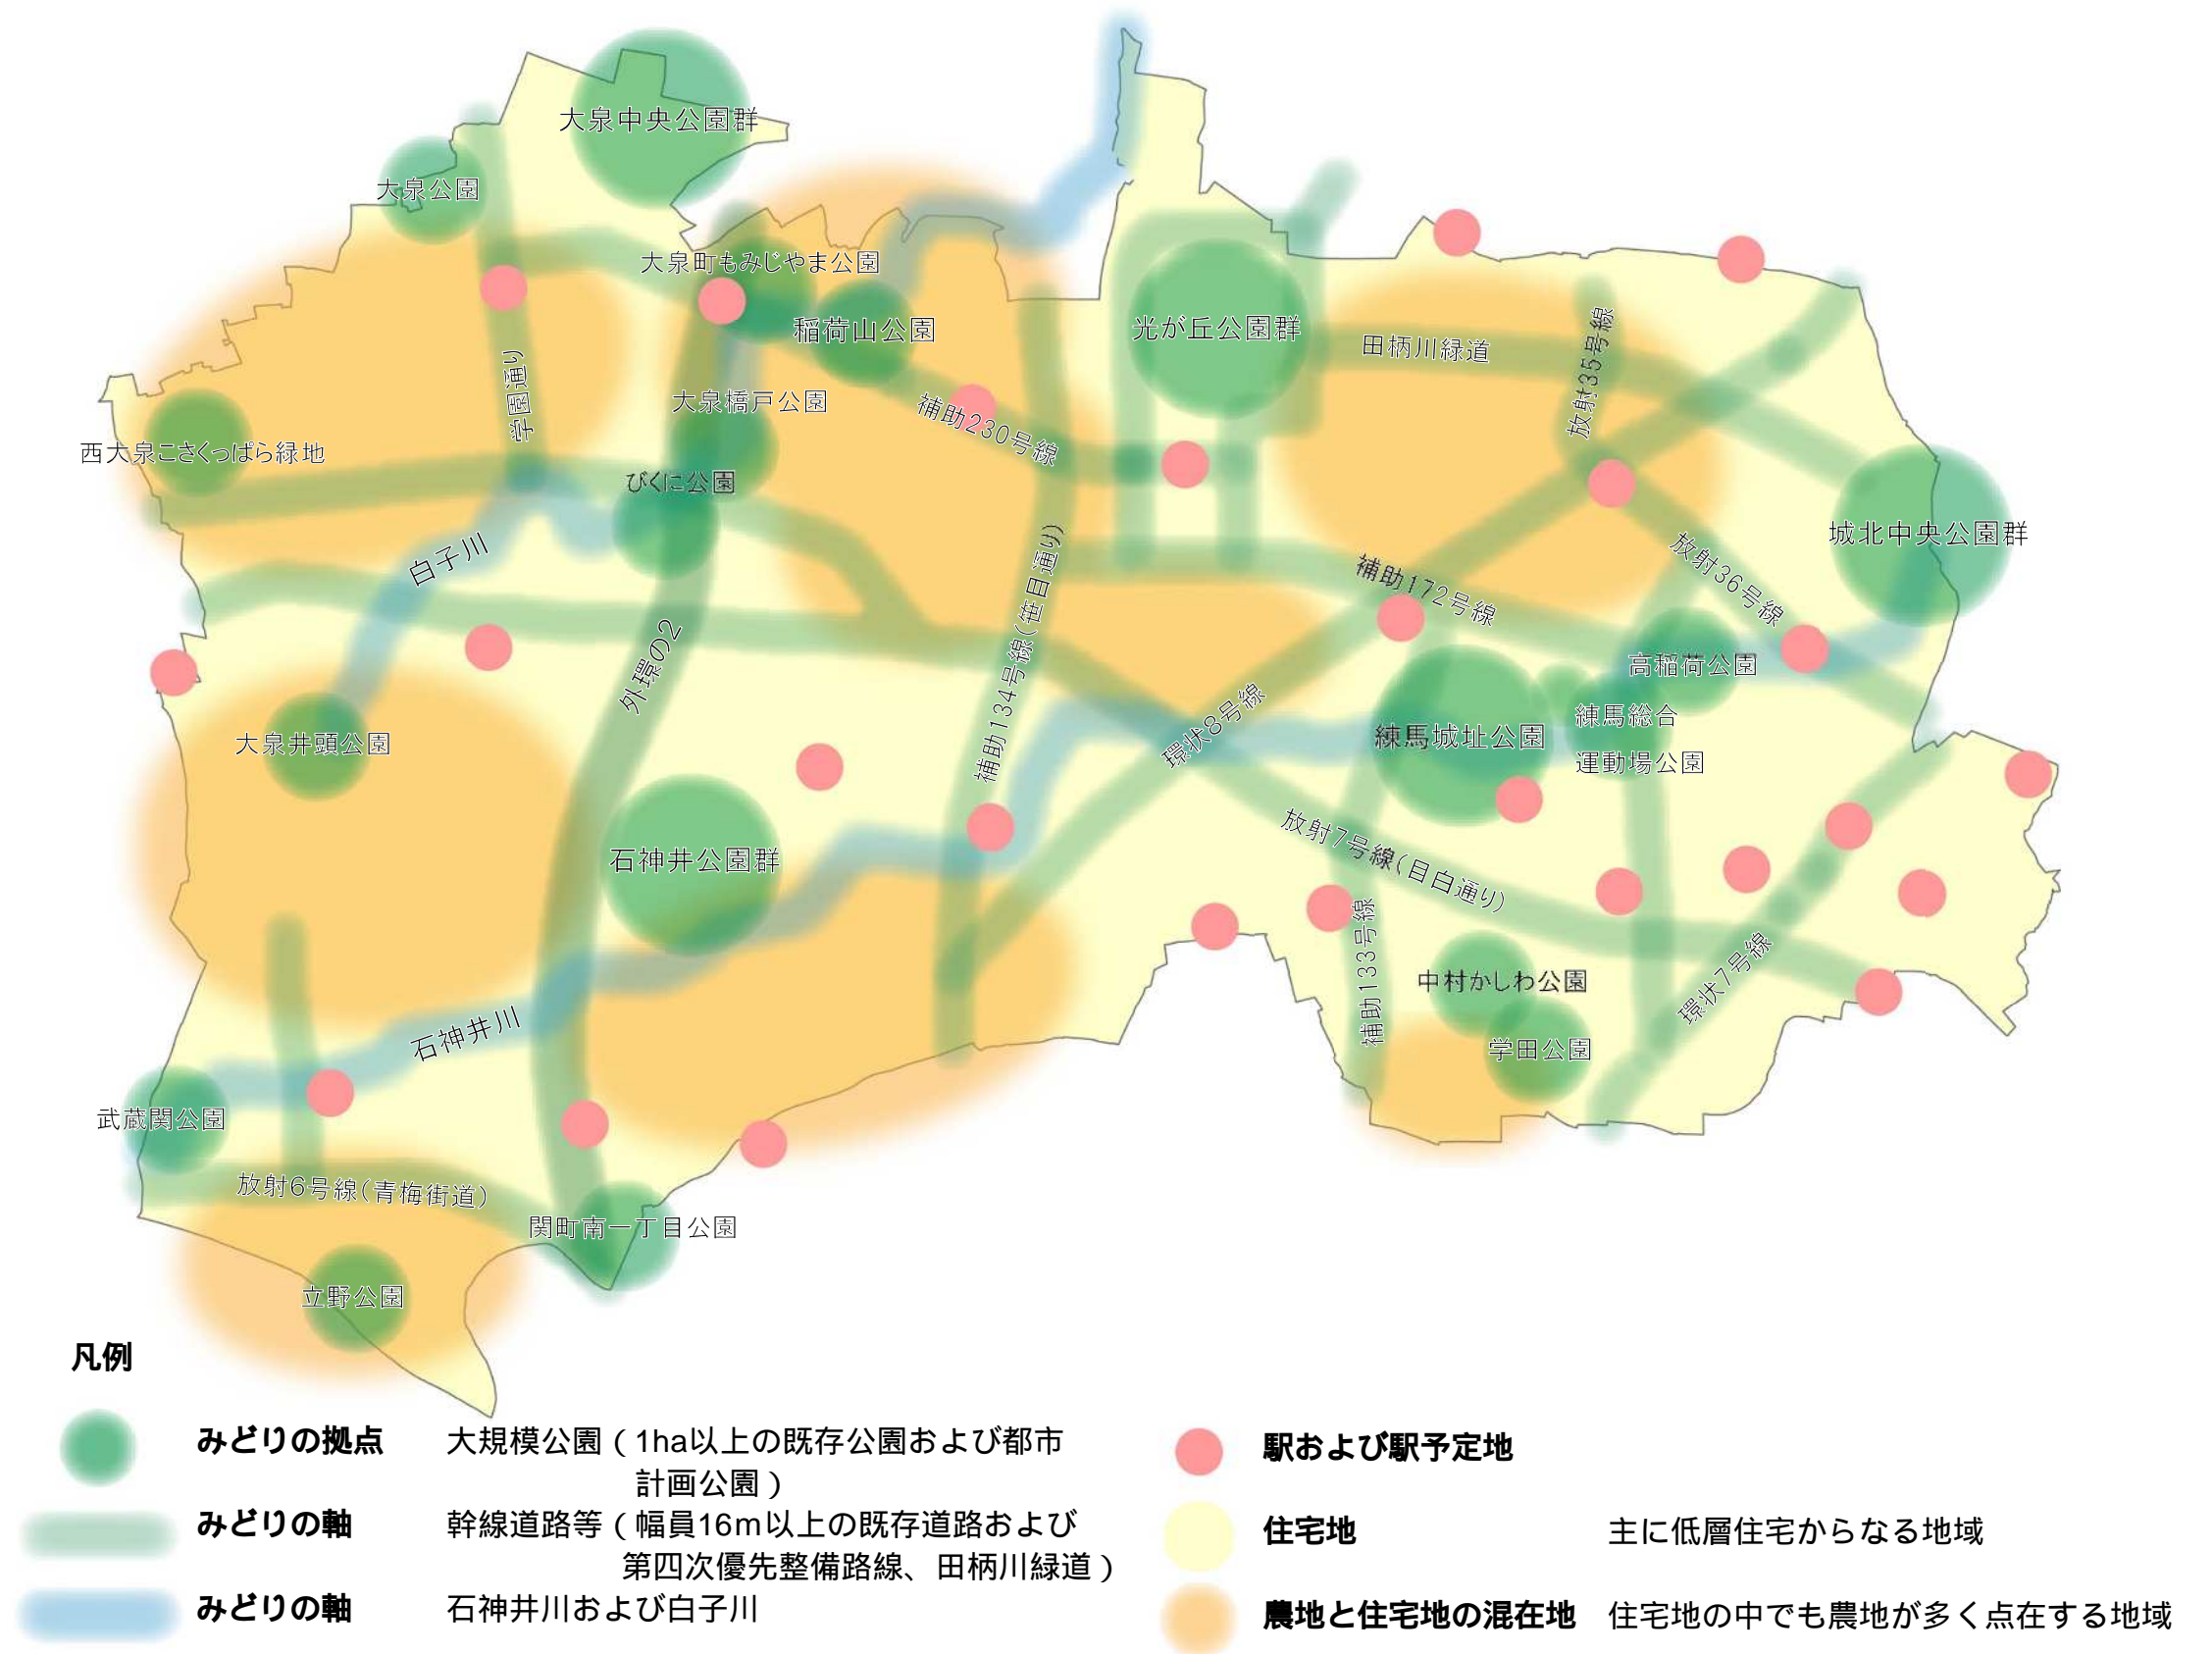 大泉中央公園群
大泉公園
大泉町もみじやま公園
稲荷山公園
光が丘公園群
田柄川緑道
放射35号線
学園通り
大泉橋戸公園
補助230号線
西大泉こさくっぱら緑地
びくに公園
城北中央公園群
白子川
補助172号線
放射36号線
外環の2
補助134号線(笹目通り)
高稲荷公園
大泉井頭公園
環状8号線
練馬城址公園
練馬総合
運動場公園
石神井公園群
放射7号線(目白通り)
補助133号線
中村かしわ公園
環状7号線
石神井川
学田公園
武蔵関公園
放射6号線(青梅街道)
関町南一丁目公園
立野公園
凡例
みどりの拠点 大規模公園(1ha以上の既存公園および都市
計画公園)
みどりの軸 幹線道路等(幅員16m以上の既存道路および
第四次優先整備路線、田柄川緑道)
みどりの軸 石神井川および白子川
駅および駅予定地
住宅地 主に低層住宅からなる地域
農地と住宅地の混在地 住宅地の中でも農地が多く点在する地域